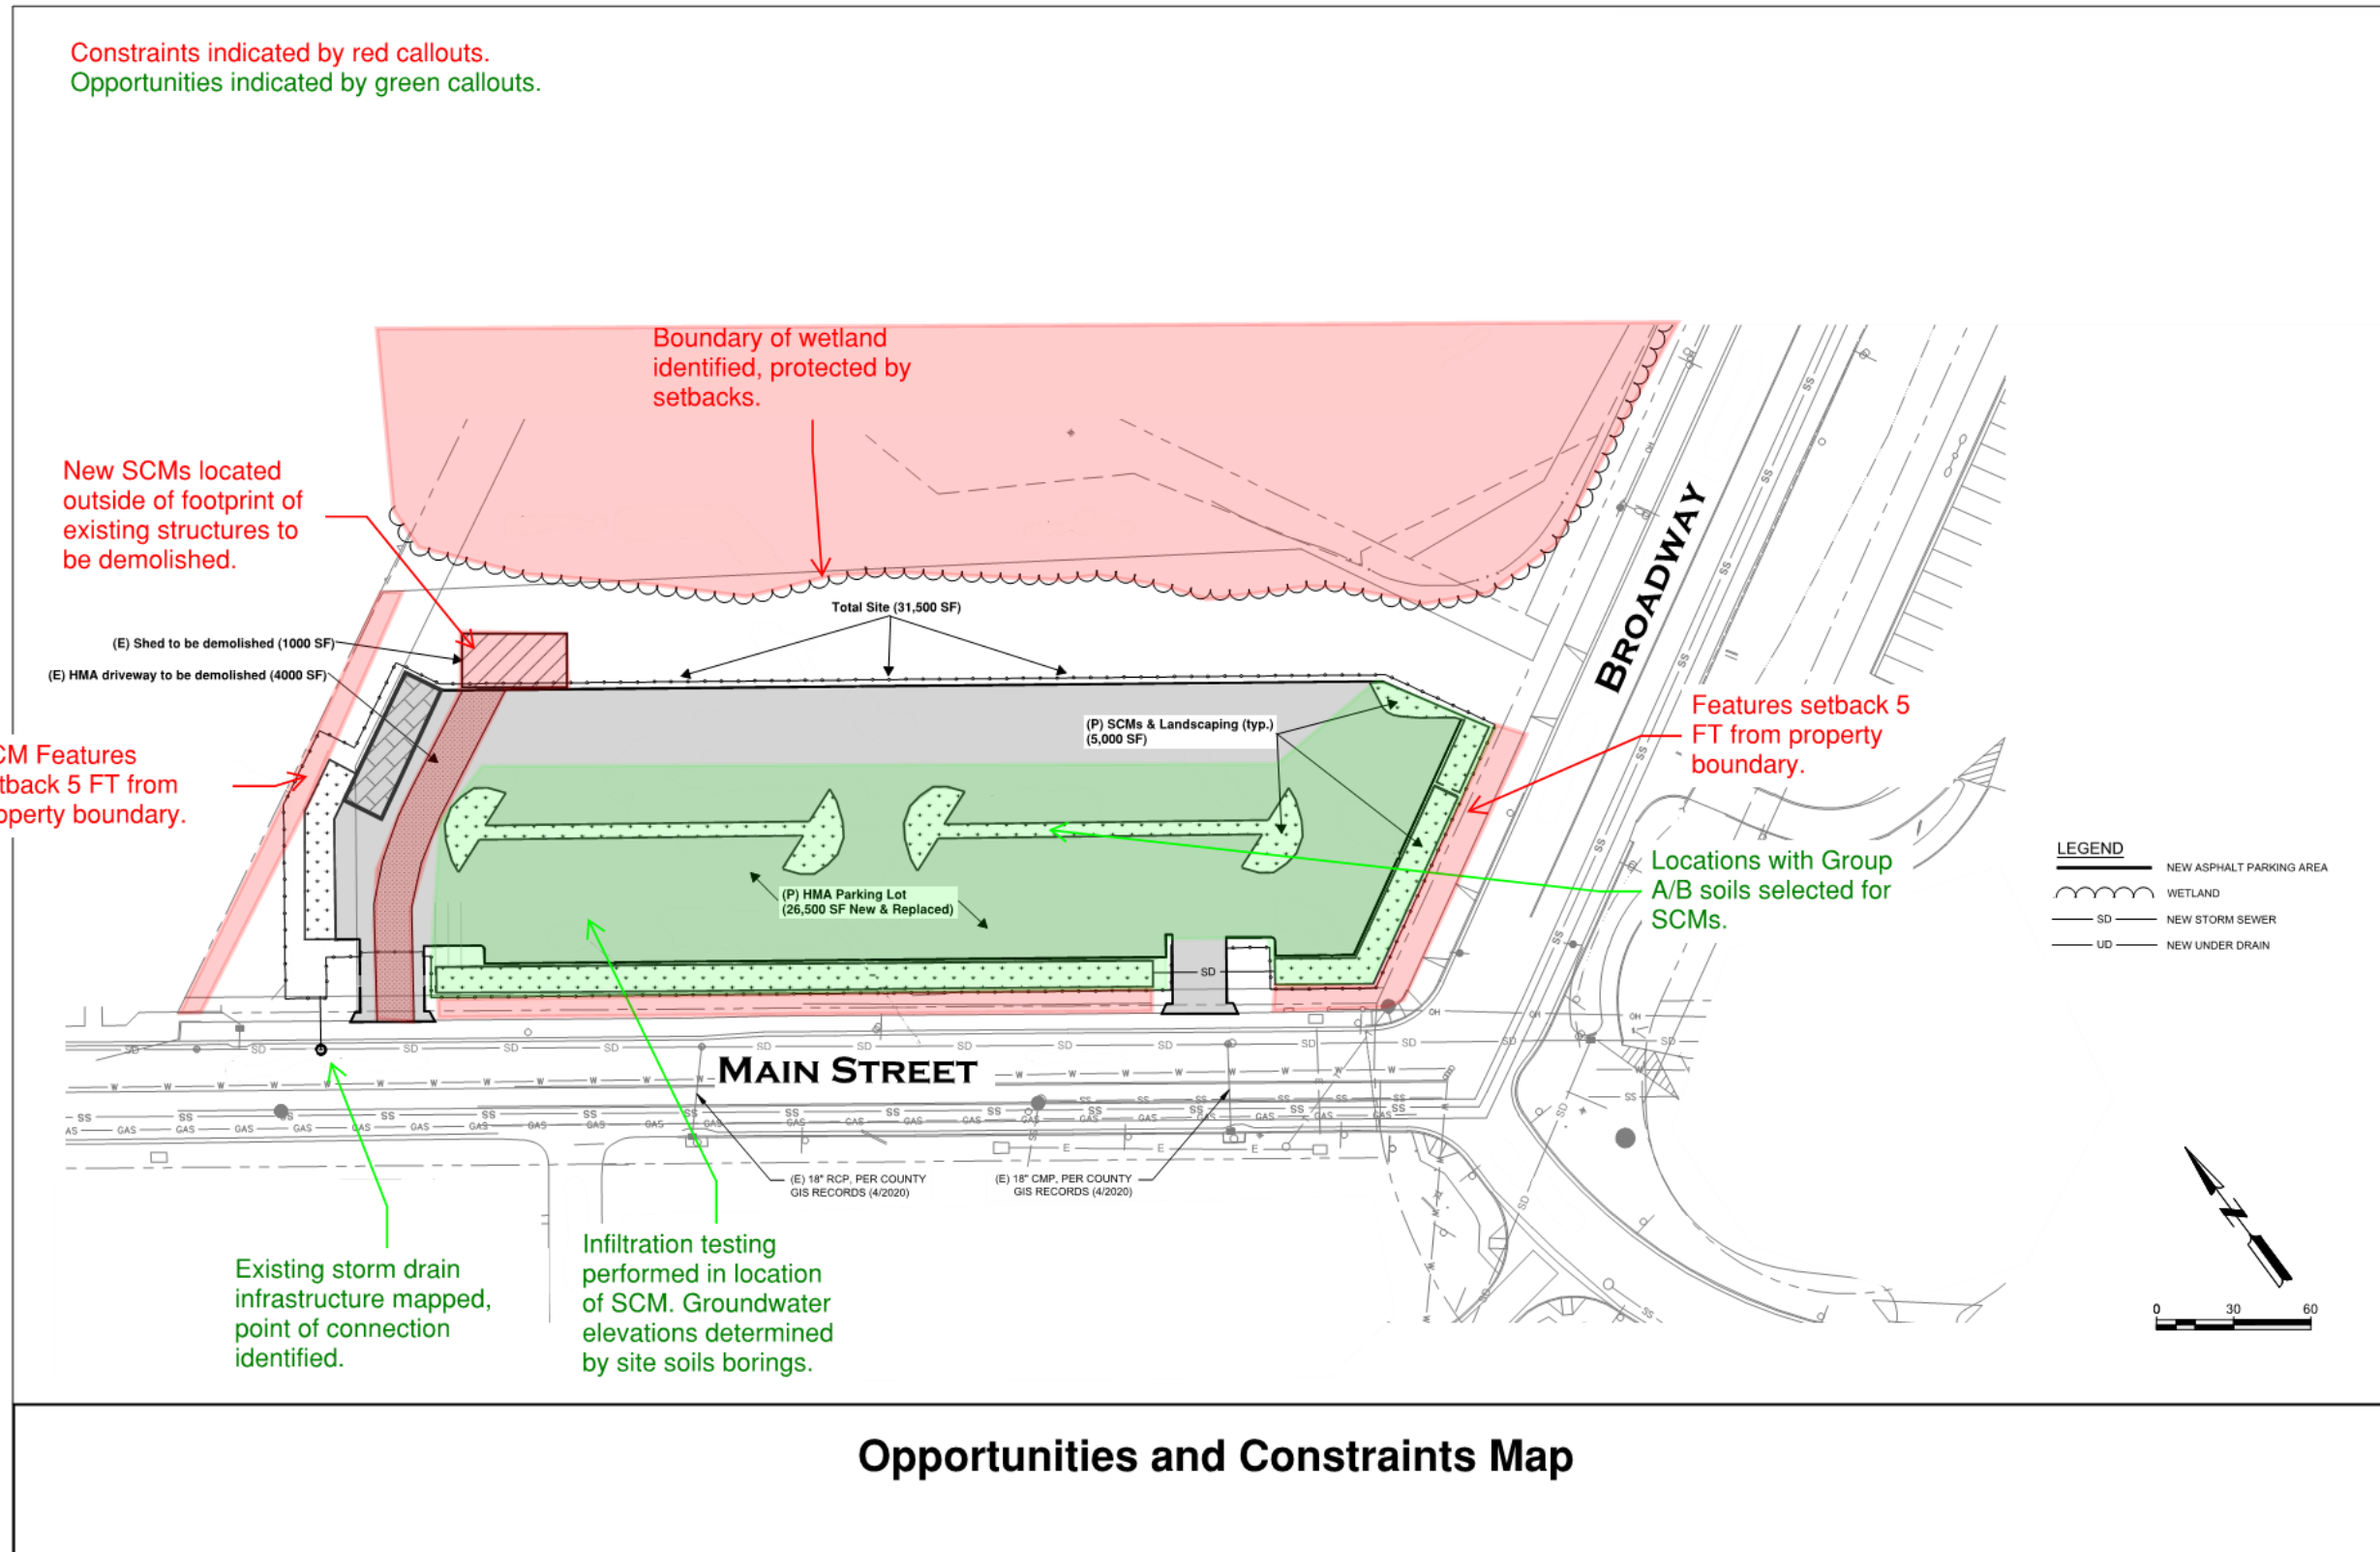 Constraints indicated by red callouts.
Opportunities indicated by green callouts.
Boundary of wetland
identified, protected by
setbacks.
New SCMs located
outside of footprint of
existing structures to
be demolished.
Total Site (31,500 SF)
(E) Shed to be demolished (1000 SF)
(E) HMA driveway to be demolished (4000 SF)
BROADWAY
(P) SCMs & Landscaping (typ.)
(5,000 SF)
Features setback 5
FT from property
boundary.
CM Features
tback 5 FT from
operty boundary.
Locations with Group
A/B soils selected for
SCMs.
(P) HMA Parking Lot
(26,500 SF New & Replaced)
LEGEND
NEW ASPHALT PARKING AREA
WETLAND
SD NEW STORM SEWER
UD NEW UNDER DRAIN
SD
MAIN STREET
(E) 18" RCP, PER COUNTY
GIS RECORDS (4/2020)
(E) 18" CMP, PER COUNTY
GIS RECORDS (4/2020)
Existing storm drain
infrastructure mapped,
point of connection
identified.
Infiltration testing
performed in location
of SCM. Groundwater
elevations determined
by site soils borings.
0 30 60
Opportunities and Constraints Map